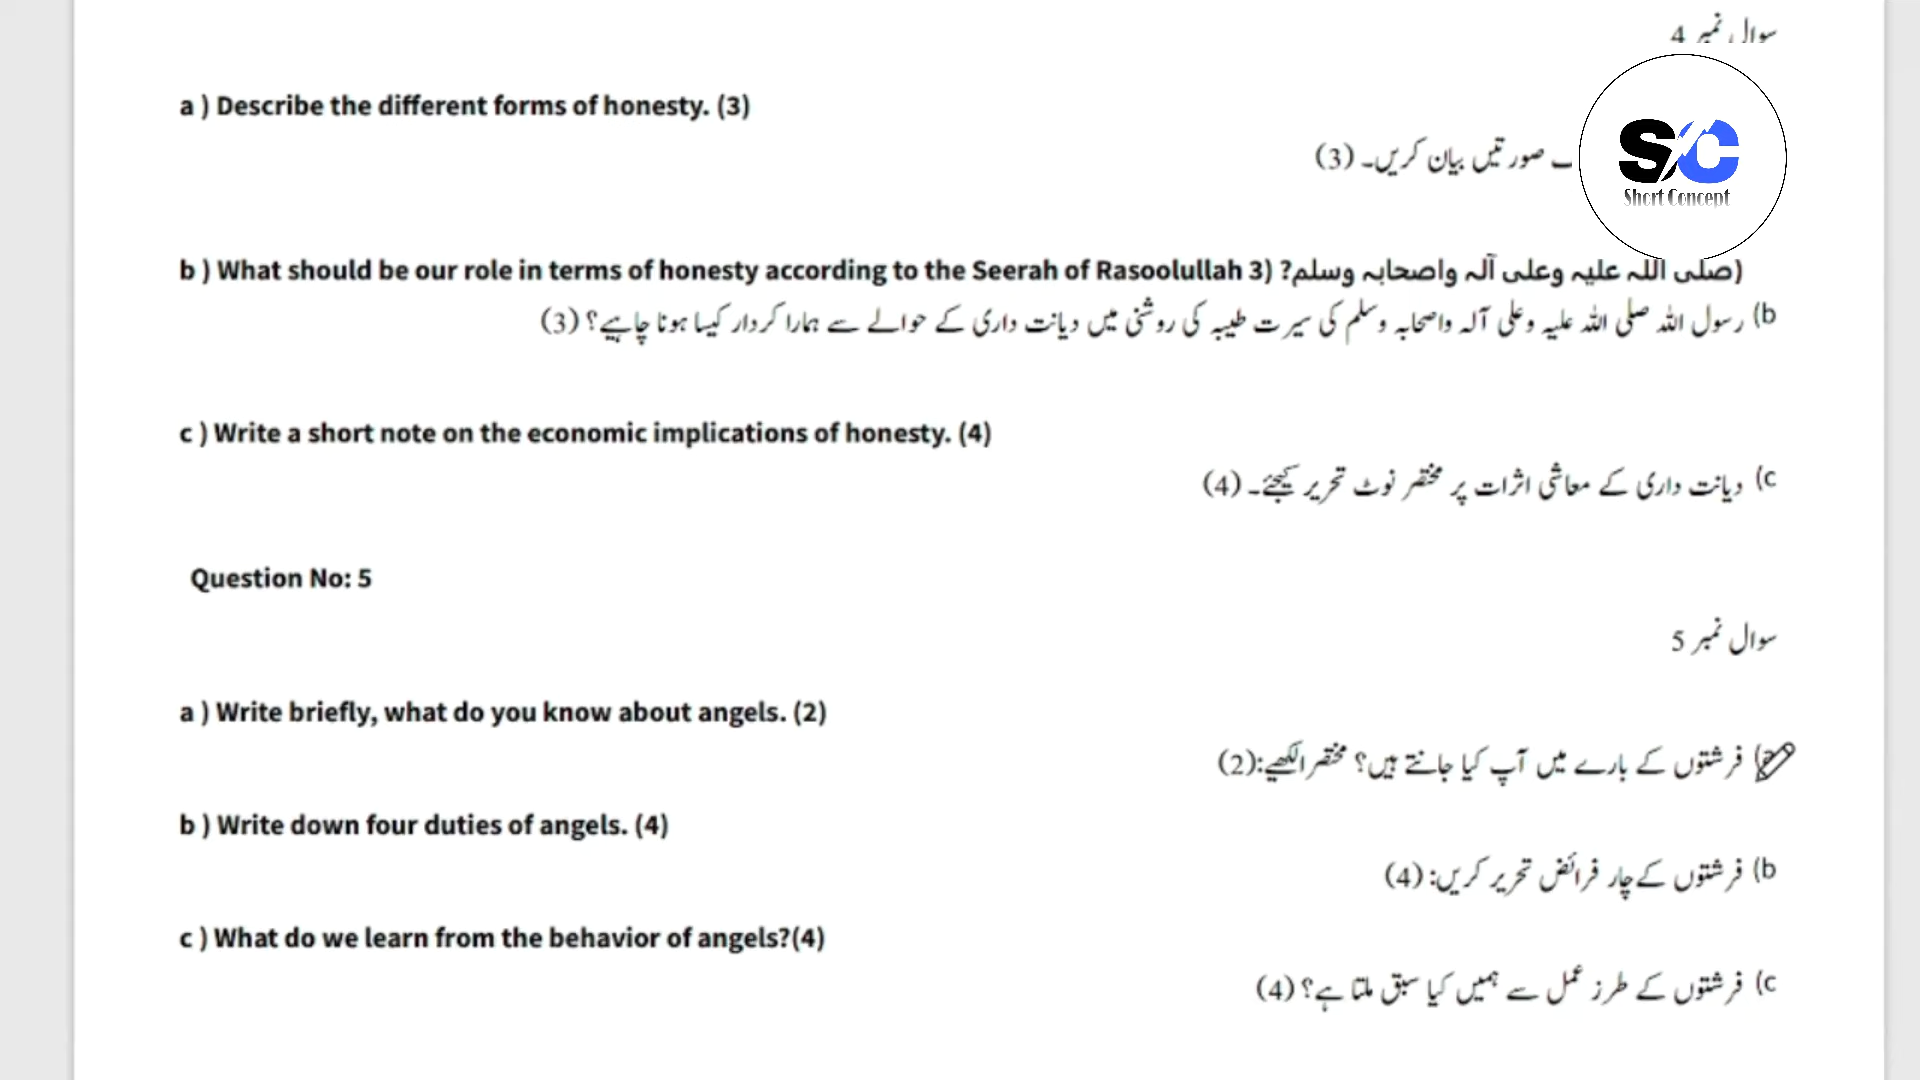 سوال نمبر 4
a ) Describe the different forms of honesty. (3)
صورتیں بیان کریں۔ (3)
S/C
Short Concept
b ) What should be our role in terms of honesty according to the Seerah of Rasoolullah 3) ?صلی اللہ علیہ وعلی آلہ واصحابہ وسلم)
b) رسول اللہ صلی اللہ علیہ وعلی آلہ واصحابہ وسلم کی سیرت طیبہ کی روشنی میں دیانت داری کے حوالے سے ہمارا کردار کیسا ہونا چاہیے؟ (3)
c ) Write a short note on the economic implications of honesty. (4)
c) دیانت داری کے معاشی اثرات پر مختصر نوٹ تحریر کیجئے۔ (4)
Question No: 5
سوال نمبر 5
a ) Write briefly, what do you know about angels. (2)
فرشتوں کے بارے میں آپ کیا جانتے ہیں؟ مختصر الکھیے:(2)
b ) Write down four duties of angels. (4)
b) فرشتوں کے چار فرائض تحریر کریں: (4)
c ) What do we learn from the behavior of angels?(4)
c) فرشتوں کے طرز عمل سے ہمیں کیا سبق ملتا ہے؟ (4)